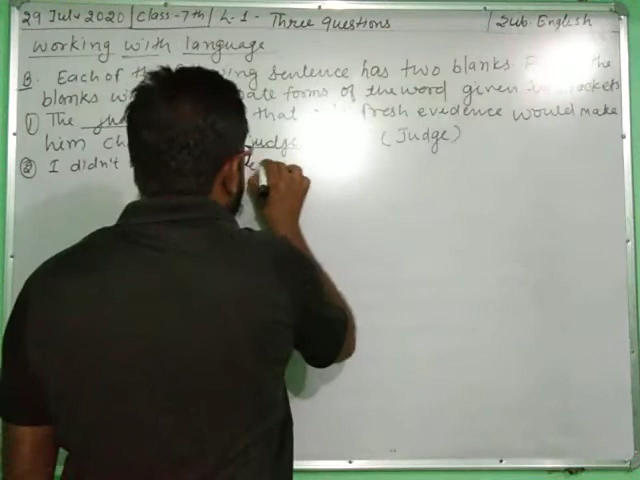 29 July 2020 | Class-7th | L.1- Three Questions | Sub. English
Working with language
B. Each of sentence has two blanks the
blanks forms of the word given in
① The that fresh evidence would make
him judge (Judge)
② I didn't